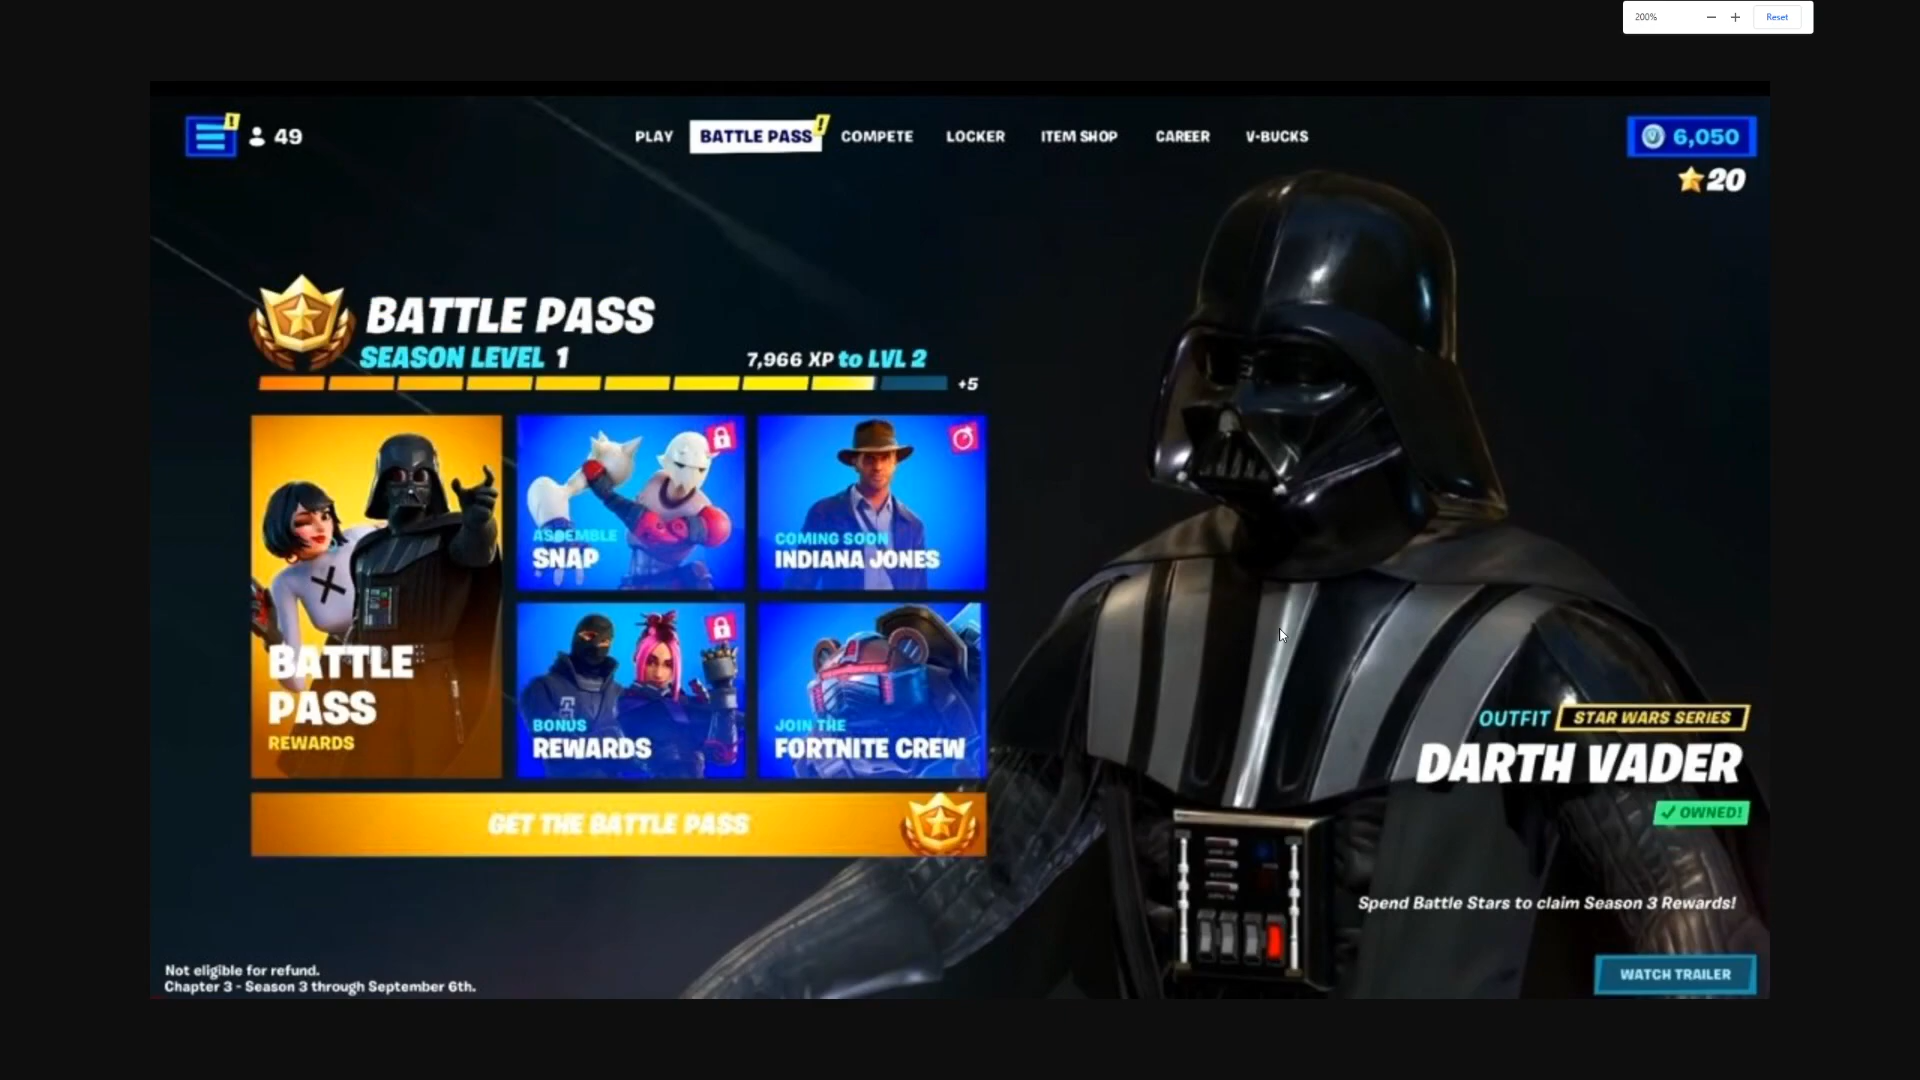 200%
Reset
49
PLAY
BATTLE PASS
COMPETE
LOCKER
ITEM SHOP
CAREER
V-BUCKS
6,050
20
BATTLE PASS
SEASON LEVEL 1
7,966 XP to LVL 2
+5
BATTLE
PASS
REWARDS
ASSEMBLE
SNAP
COMING SOON
INDIANA JONES
BONUS
REWARDS
JOIN THE
FORTNITE CREW
GET THE BATTLE PASS
OUTFIT STAR WARS SERIES
DARTH VADER
OWNED!
Spend Battle Stars to claim Season 3 Rewards!
WATCH TRAILER
Not eligible for refund.
Chapter 3 - Season 3 through September 6th.